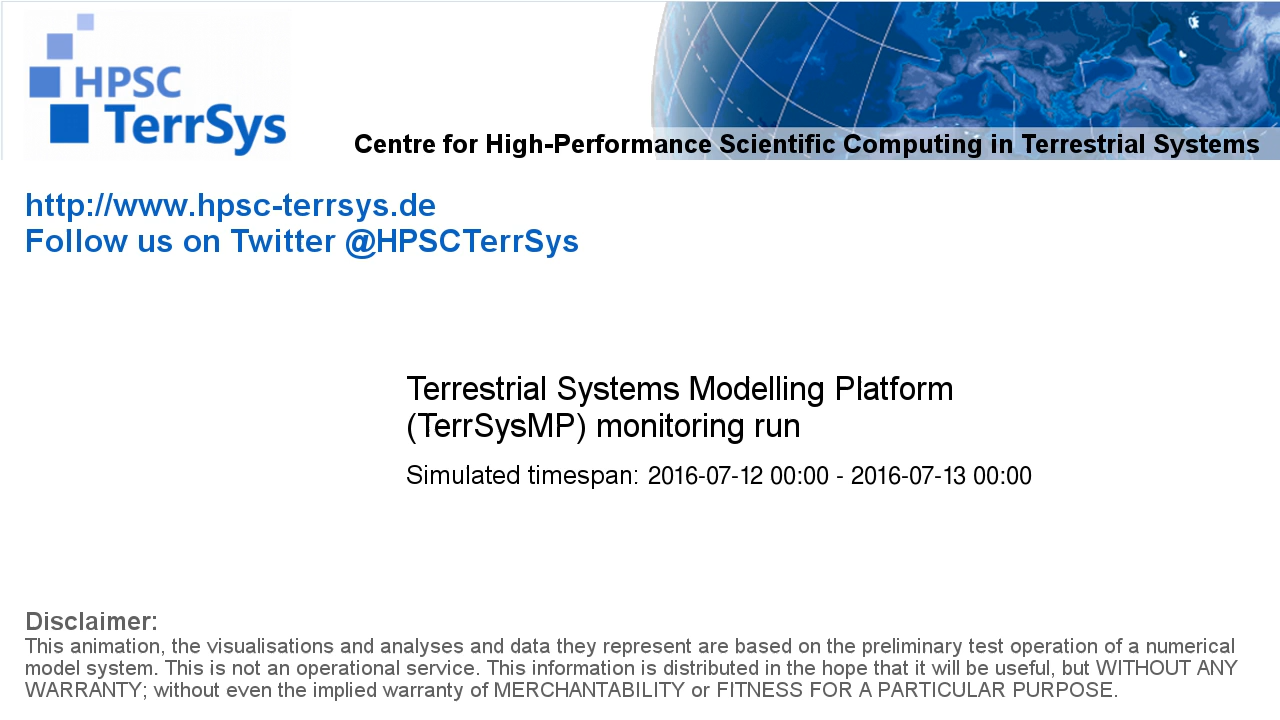 HPSC
TerrSys
Centre for High-Performance Scientific Computing in Terrestrial Systems
http://www.hpsc-terrsys.de
Follow us on Twitter @HPSCTerrSys
Terrestrial Systems Modelling Platform
(TerrSysMP) monitoring run
Simulated timespan: 2016-07-12 00:00 - 2016-07-13 00:00
Disclaimer:
This animation, the visualisations and analyses and data they represent are based on the preliminary test operation of a numerical
model system. This is not an operational service. This information is distributed in the hope that it will be useful, but WITHOUT ANY
WARRANTY; without even the implied warranty of MERCHANTABILITY or FITNESS FOR A PARTICULAR PURPOSE.